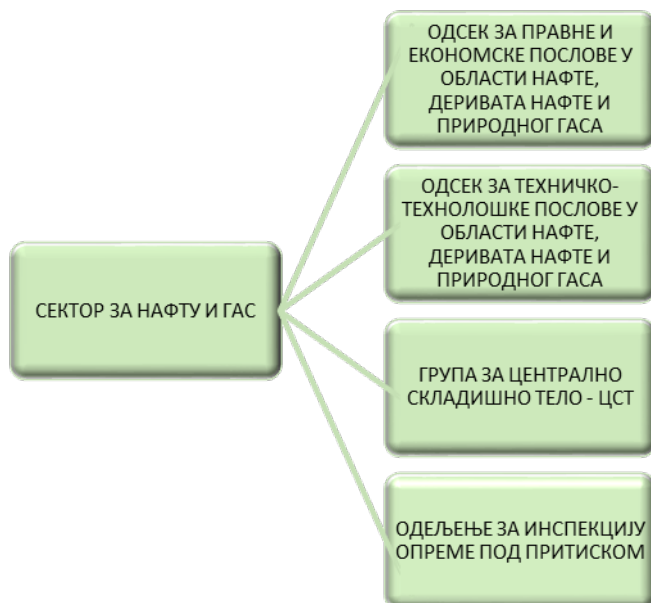 ОДСЕК ЗА ПРАВНЕ И
ЕКОНОМСКЕ ПОСЛОВЕ У
ОБЛАСТИ НАФТЕ,
ДЕРИВАТА НАФТЕ И
ПРИРОДНОГ ГАСА
ОДСЕК ЗА ТЕХНИЧКО-
ТЕХНОЛОШКЕ ПОСЛОВЕ У
ОБЛАСТИ НАФТЕ,
ДЕРИВАТА НАФТЕ И
ПРИРОДНОГ ГАСА
СЕКТОР ЗА НАФТУ И ГАС
ГРУПА ЗА ЦЕНТРАЛНО
СКЛАДИШНО ТЕЛО - ЦСТ
ОДЕЉЕЊЕ ЗА ИНСПЕКЦИЈУ
ОПРЕМЕ ПОД ПРИТИСКОМ